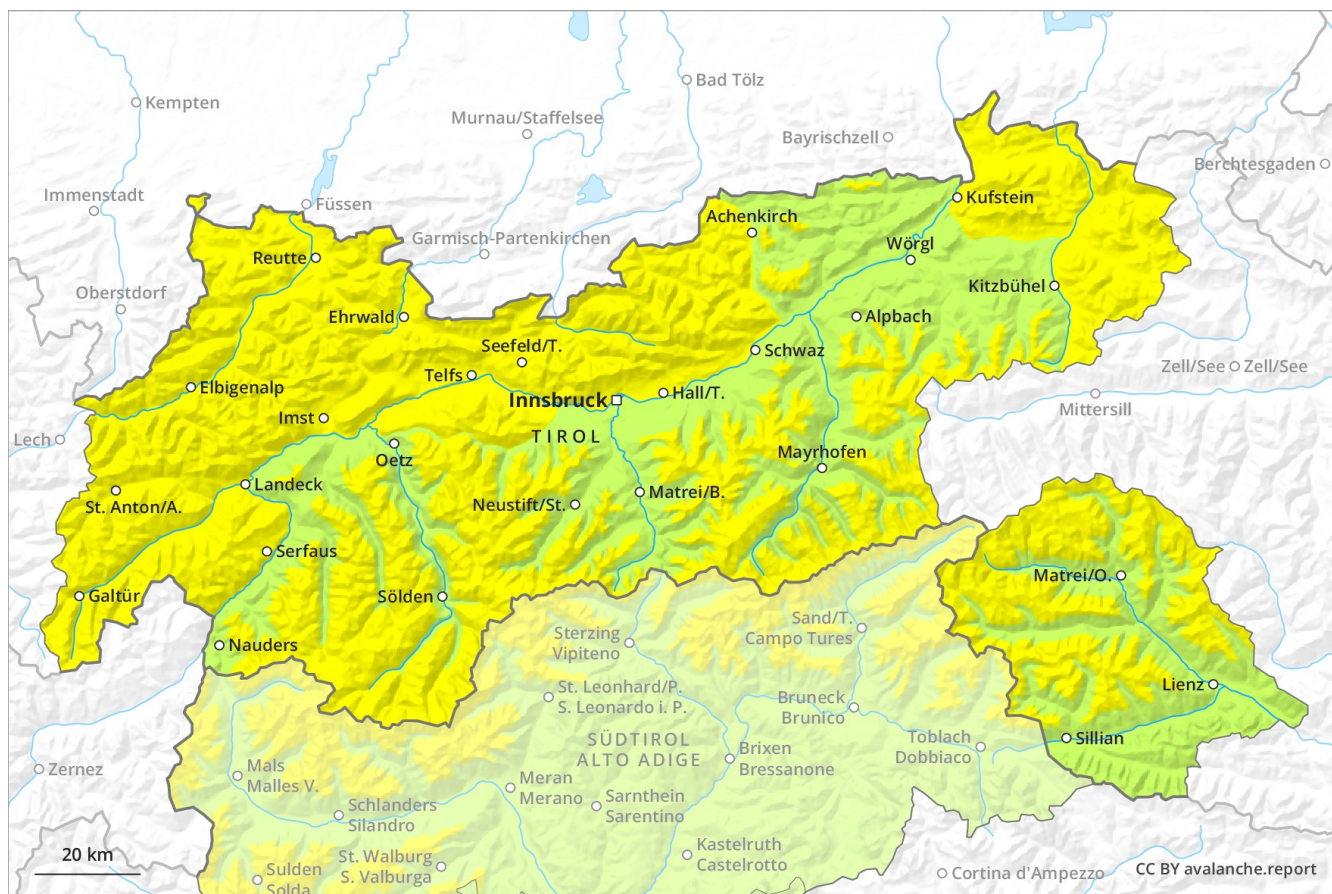 Kempten
Bad Tölz
Murnau/Staffelsee
Bayrischzell
Berchtesgaden
Immenstadt
Füssen
Kufstein
Achenkirch
Garmisch-Partenkirchen
Wörgl
Reutte
Oberstdorf
Kitzbühel
Ehrwald
Alpbach
Seefeld/T.
Schwaz
Zell/See
Zell/See
Telfs
Elbigenalp
Hall/T.
Innsbruck
Mittersill
Imst
TIROL
Lech
Oetz
Mayrhofen
Landeck
St. Anton/A.
Matrei/B.
Neustift/St.
Serfaus
Matrei/O.
Galtür
Sölden
Sand/T.
Campo Tures
Sterzing
Vipiteno
Nauders
Lienz
St. Leonhard/P.
S. Leonardo i. P.
Bruneck
Brunico
SÜDTIROL
ALTO ADIGE
Sillian
Toblach
Dobbiaco
Brixen
Bressanone
Zernez
Mals
Malles V.
Meran
Merano
Sarnthein
Sarentino
Schlanders
Silandro
20 km
Kastelruth
Castelrotto
St. Walburg
S. Valburga
Sulden
Solda
Cortina d'Ampezzo
CC BY avalanche.report